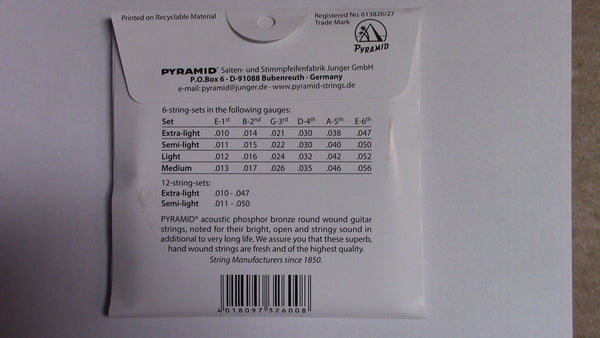 Printed on Recyclable Material
Registered No. 613826/27
Trade Mark
PYRAMID
PYRAMID® Saiten- und Stimmpfeifenfabrik Junger GmbH
P.O.Box 6 · D-91088 Bubenreuth · Germany
e-mail: pyramid@junger.de · www.pyramid-strings.de
6-string-sets in the following gauges:
Set E-1st B-2nd G-3rd D-4th A-5th E-6th
Extra-light .010 .014 .021 .030 .038 .047
Semi-light .011 .015 .022 .030 .040 .050
Light .012 .016 .024 .032 .042 .052
Medium .013 .017 .026 .035 .046 .056
12-string-sets:
Extra-light .010 - .047
Semi-light .011 - .050
PYRAMID® acoustic phosphor bronze round wound guitar
strings, noted for their bright, open and stringy sound in
additional to very long life. We assure you that these superb,
hand wound strings are fresh and of the highest quality.
String Manufacturers since 1850.
4018097326008